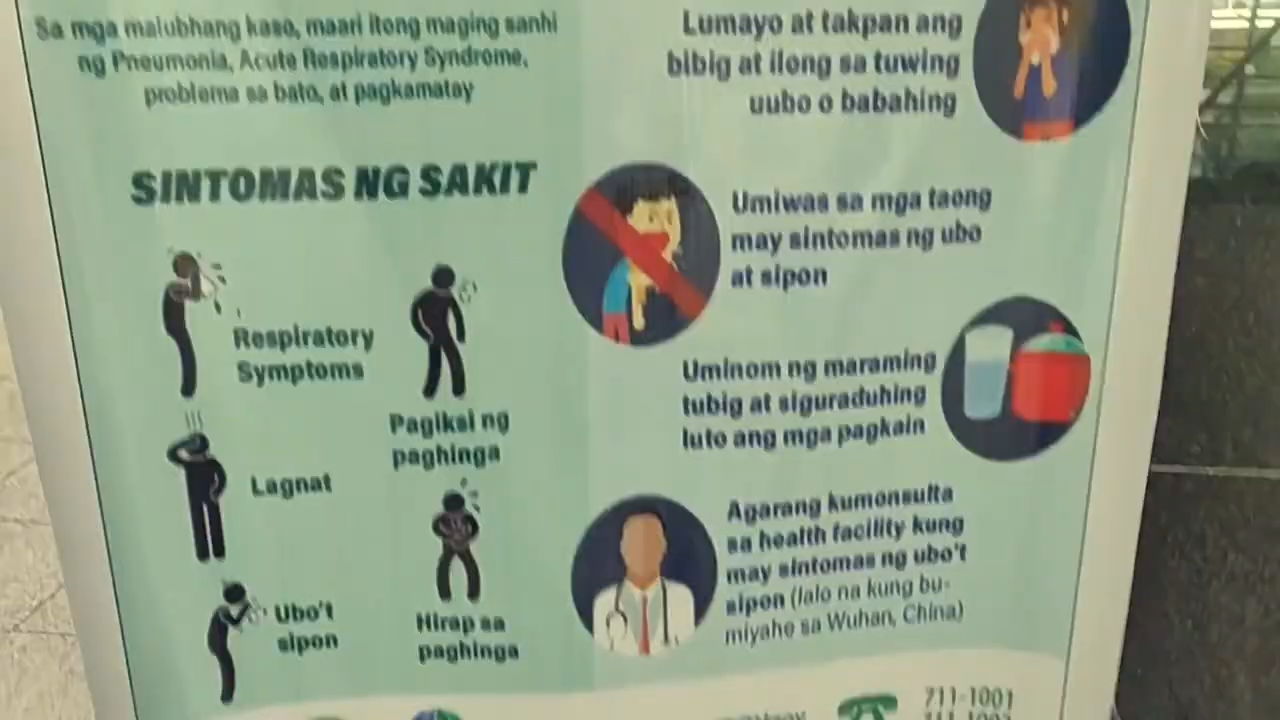 Sa mga malubhang kaso, maari itong maging sanhi
ng Pneumonia, Acute Respiratory Syndrome,
problema sa bato, at pagkamatay
SINTOMAS NG SAKIT
Respiratory
Symptoms
Pagiksi ng
paghinga
Lagnat
Ubo't
sipon
Hirap sa
paghinga
Lumayo at takpan ang
bibig at ilong sa tuwing
uubo o babahing
Umiwas sa mga taong
may sintomas ng ubo
at sipon
Uminom ng maraming
tubig at siguraduhing
luto ang mga pagkain
Agarang kumonsulta
sa health facility kung
may sintomas ng ubo't
sipon (lalo na kung bu-
miyahe sa Wuhan, China)
711-1001